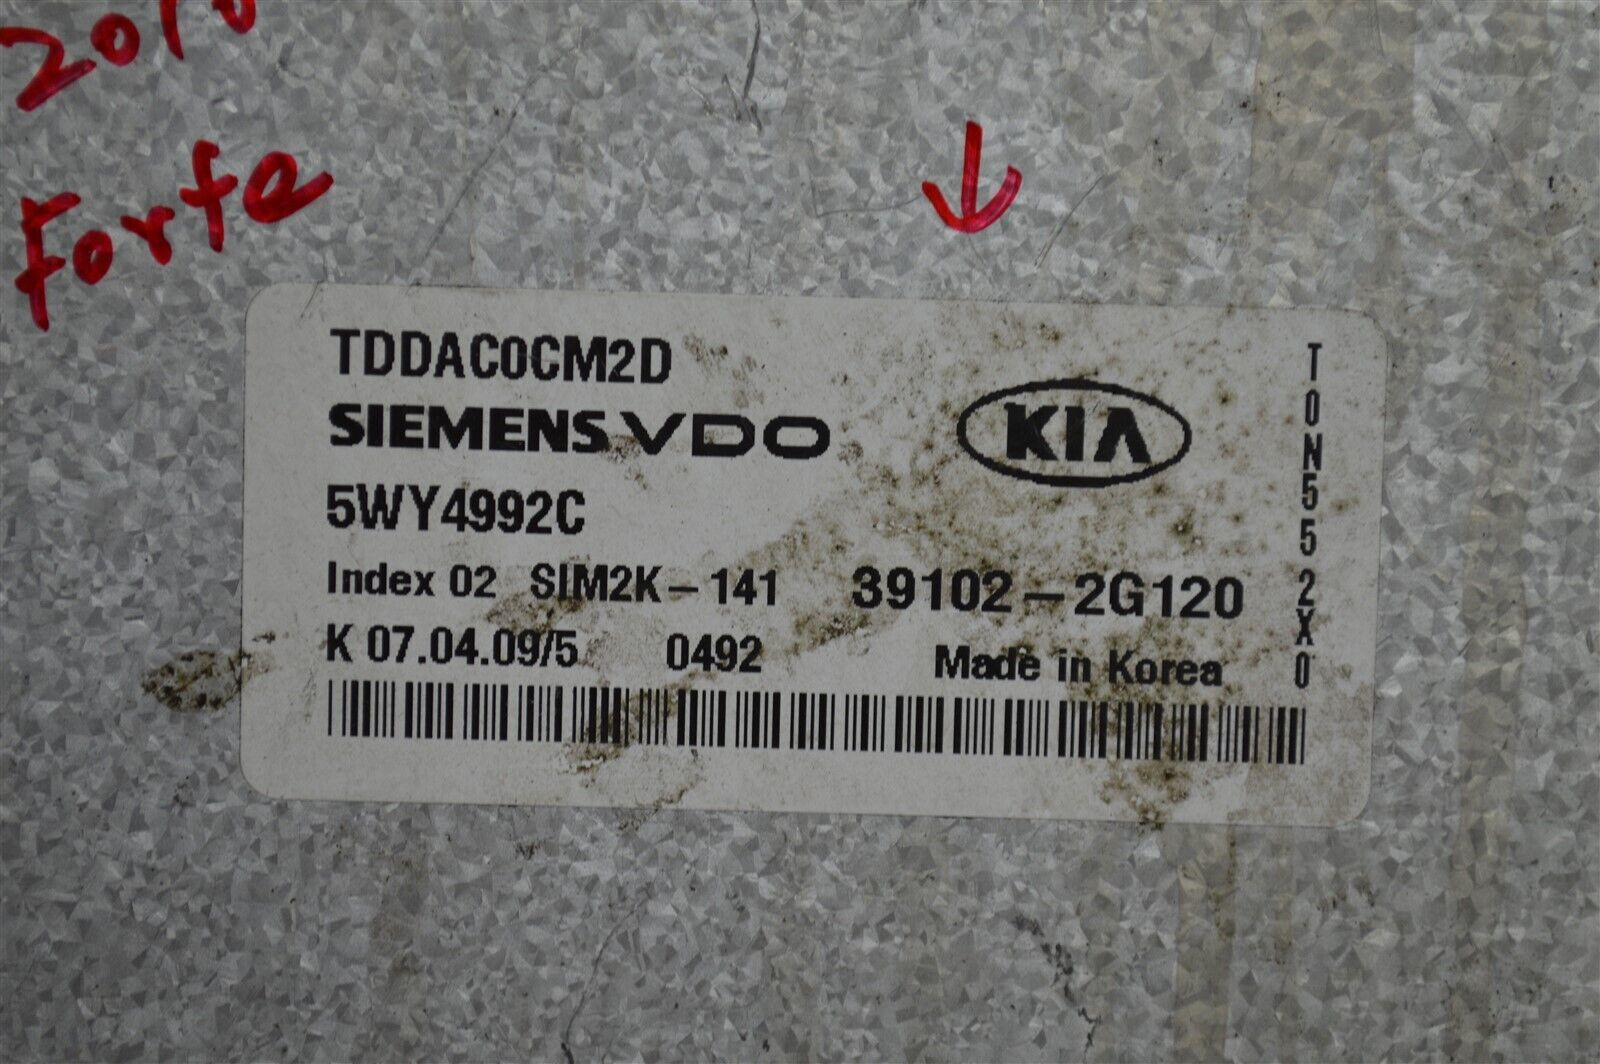 2010
Forte
TDDAC0CM2D
SIEMENS VDO
KIA
5WY4992C
Index 02 SIM2K-141 39102-2G120
K 07.04.09/5 0492 Made in Korea
T0N552X0